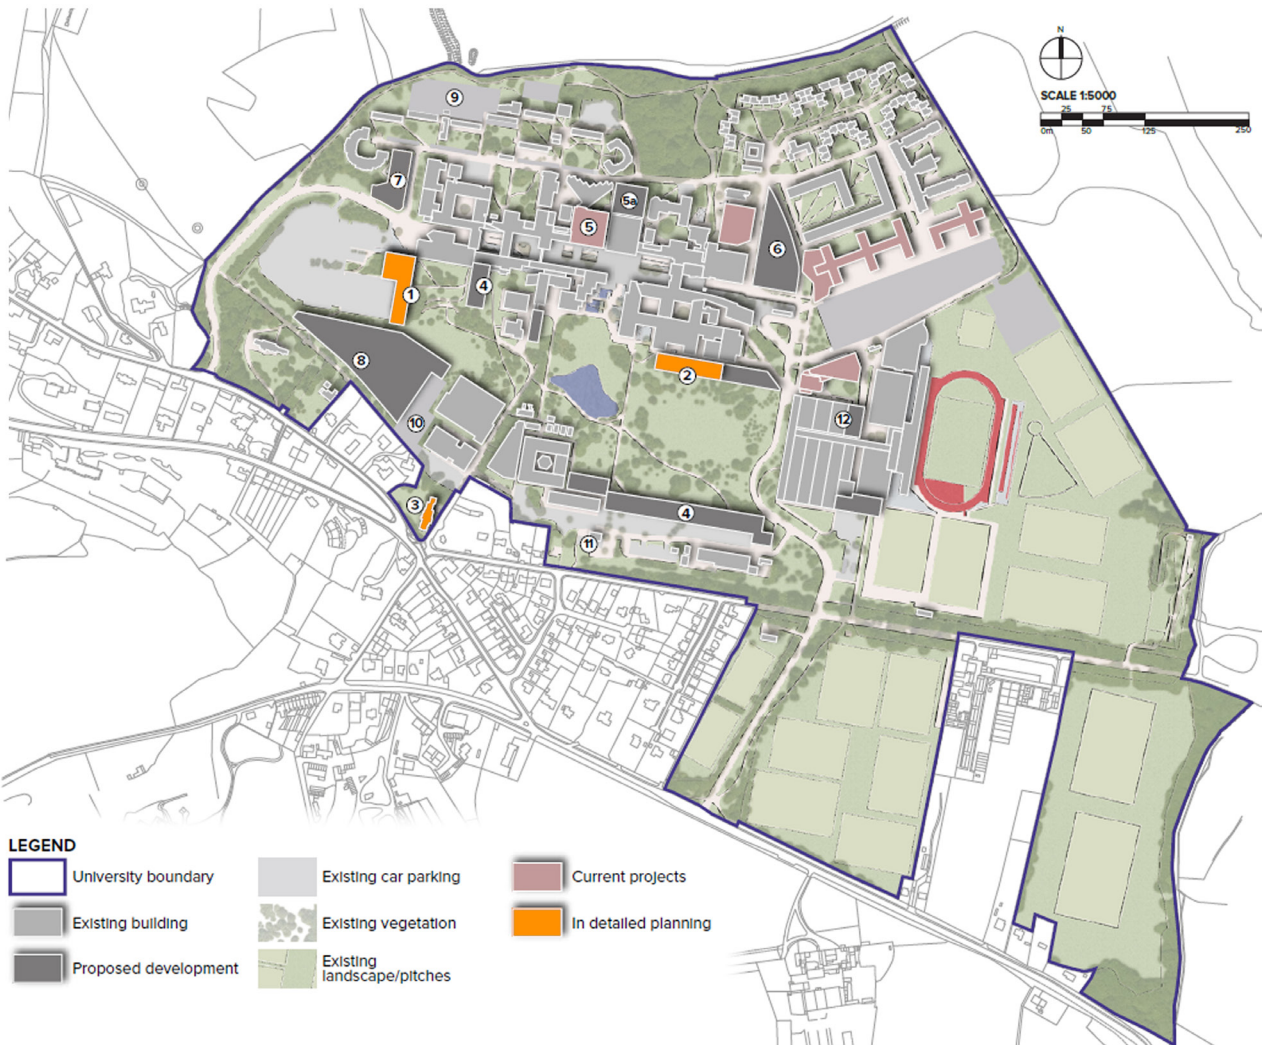 N
SCALE 1:5000
25 75
0m 50 125 250
9
7
5a
5
6
4
1
8
2
10
12
3
4
11
LEGEND
University boundary
Existing building
Proposed development
Existing car parking
Existing vegetation
Existing
landscape/pitches
Current projects
In detailed planning